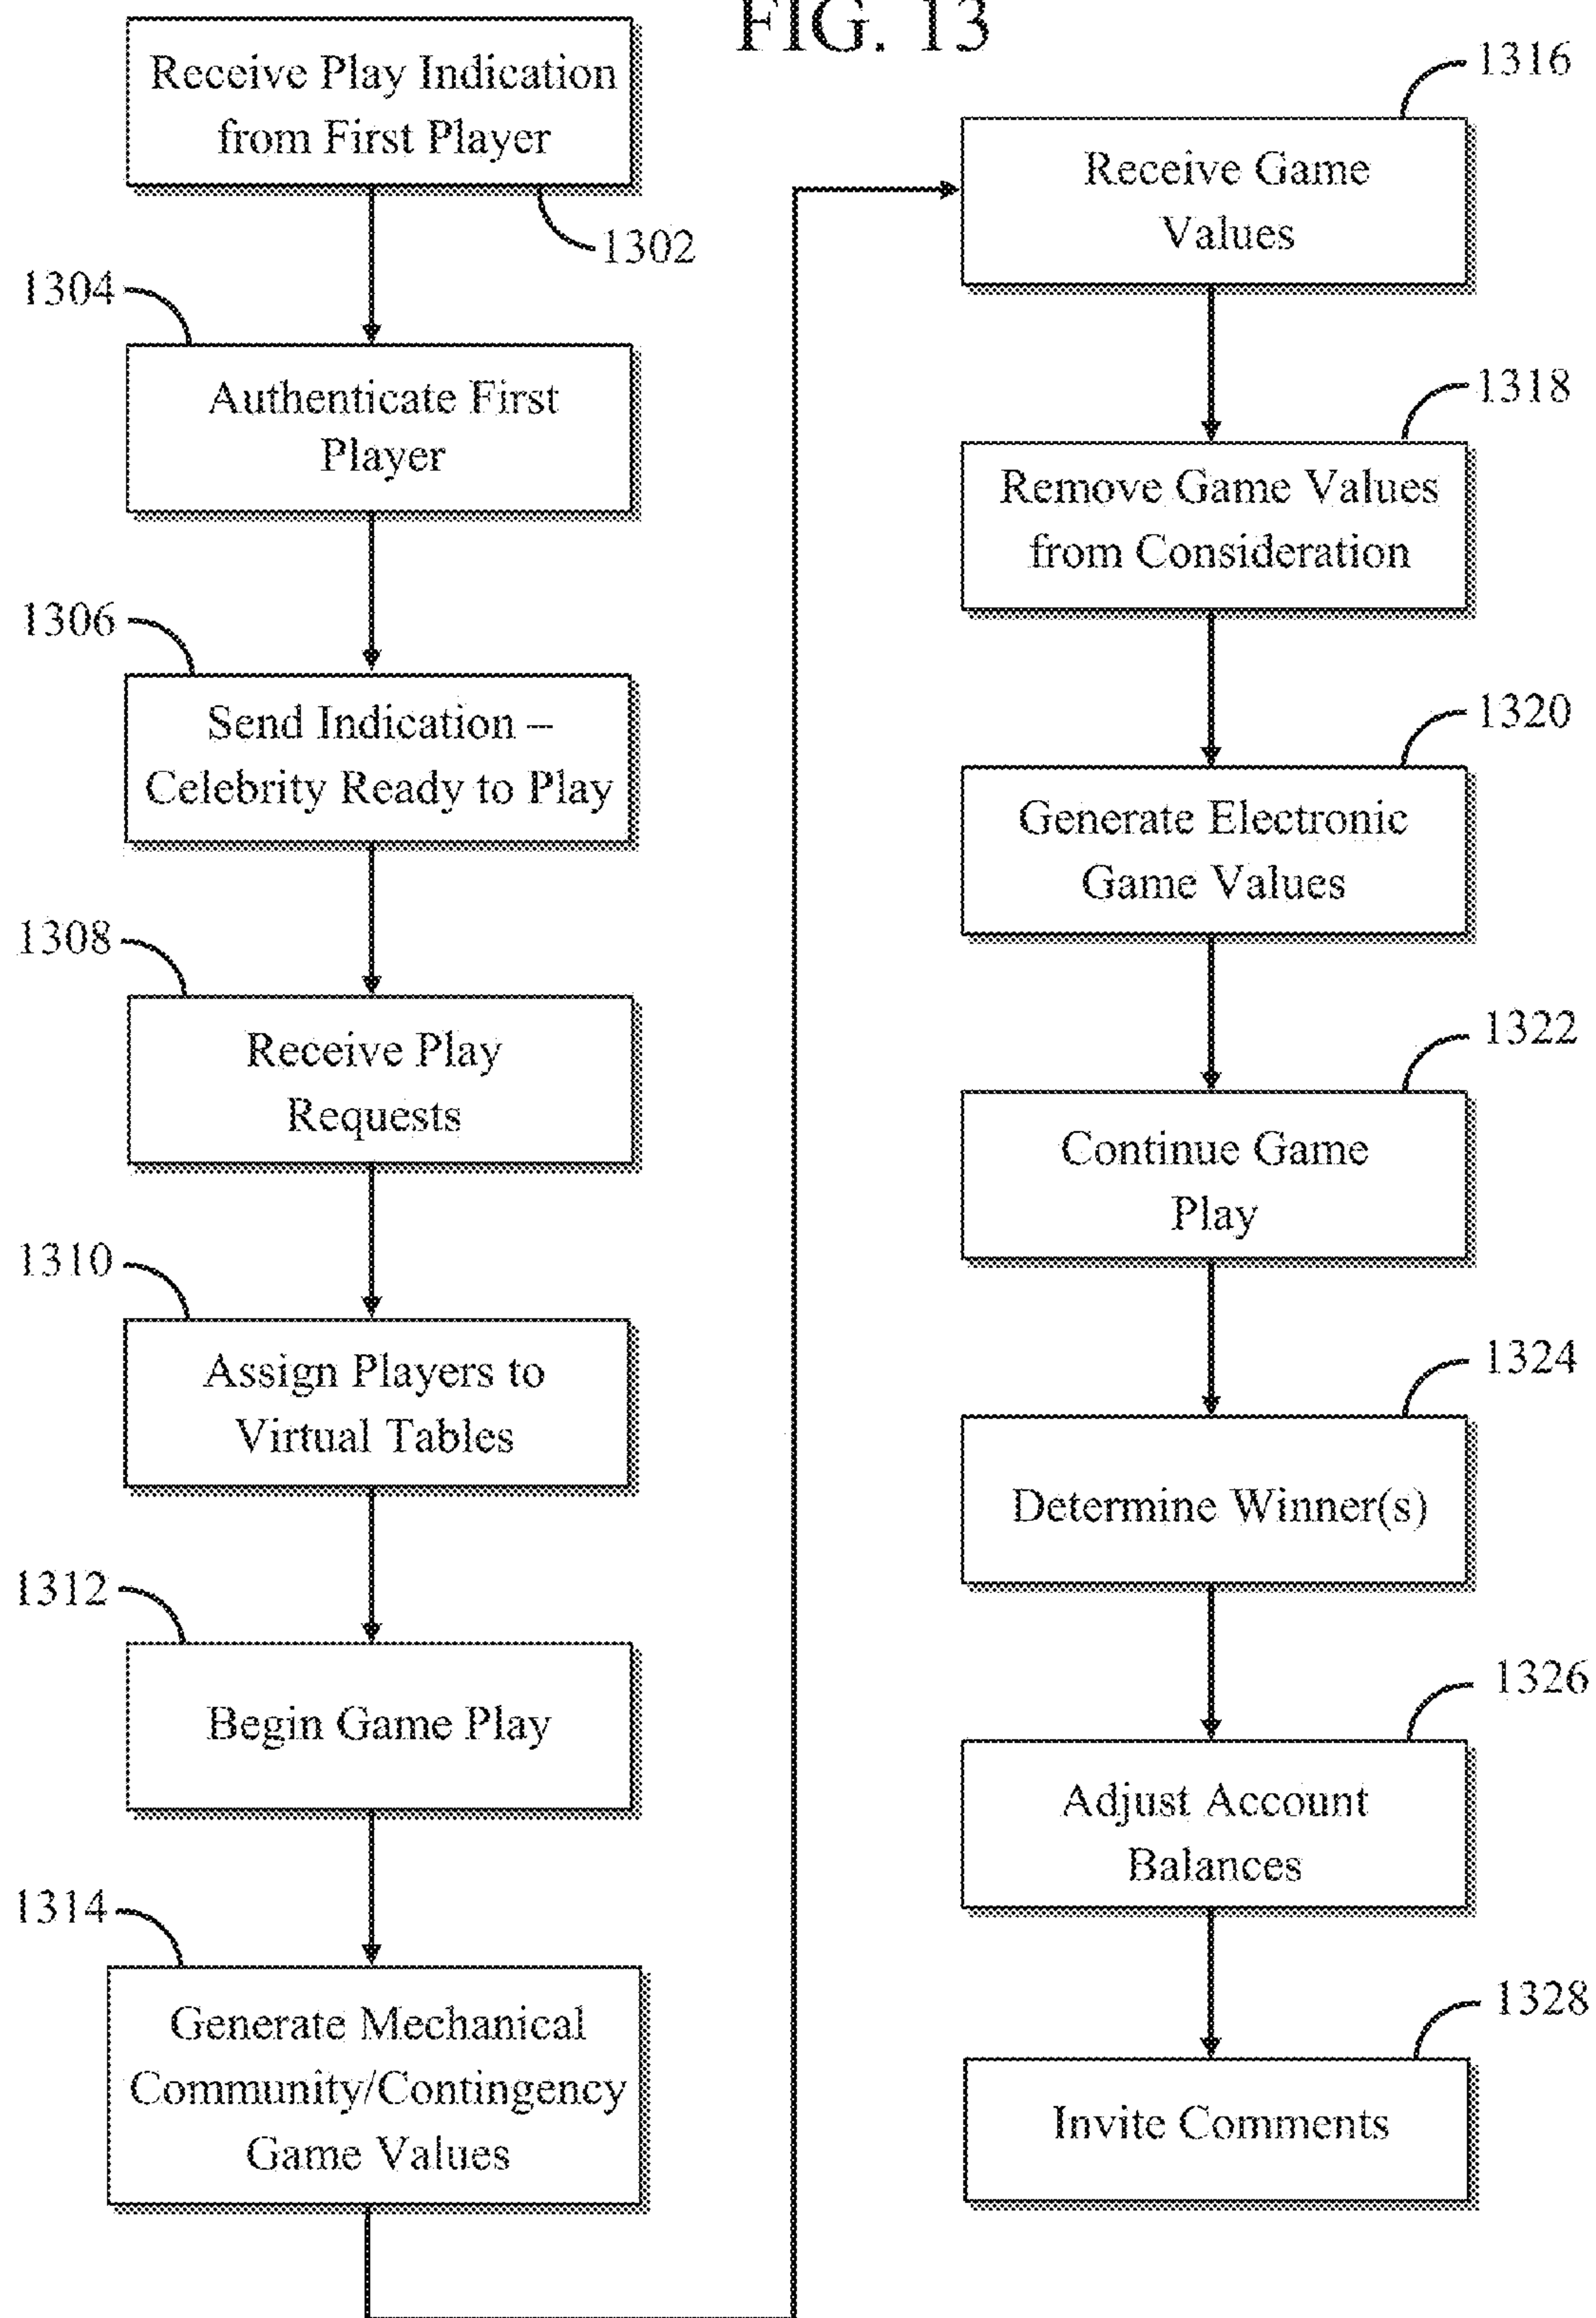 FIG. 13
Receive Play Indication
from First Player
1302
1304
Authenticate First
Player
1306
Send Indication –
Celebrity Ready to Play
1308
Receive Play
Requests
1310
Assign Players to
Virtual Tables
1312
Begin Game Play
1314
Generate Mechanical
Community/Contingency
Game Values
1316
Receive Game
Values
1318
Remove Game Values
from Consideration
1320
Generate Electronic
Game Values
1322
Continue Game
Play
1324
Determine Winner(s)
1326
Adjust Account
Balances
1328
Invite Comments